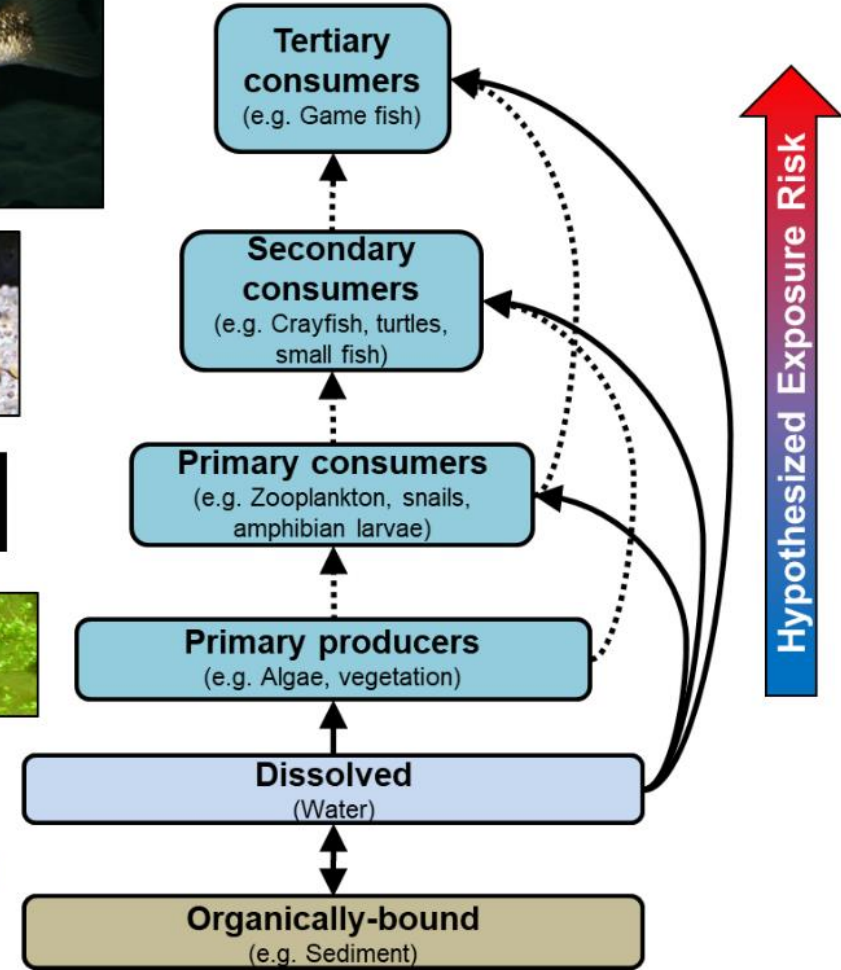 Tertiary
consumers
(e.g. Game fish)
Secondary
consumers
(e.g. Crayfish, turtles,
small fish)
Primary consumers
(e.g. Zooplankton, snails,
amphibian larvae)
Primary producers
(e.g. Algae, vegetation)
Dissolved
(Water)
Organically-bound
(e.g. Sediment)
Hypothesized Exposure Risk